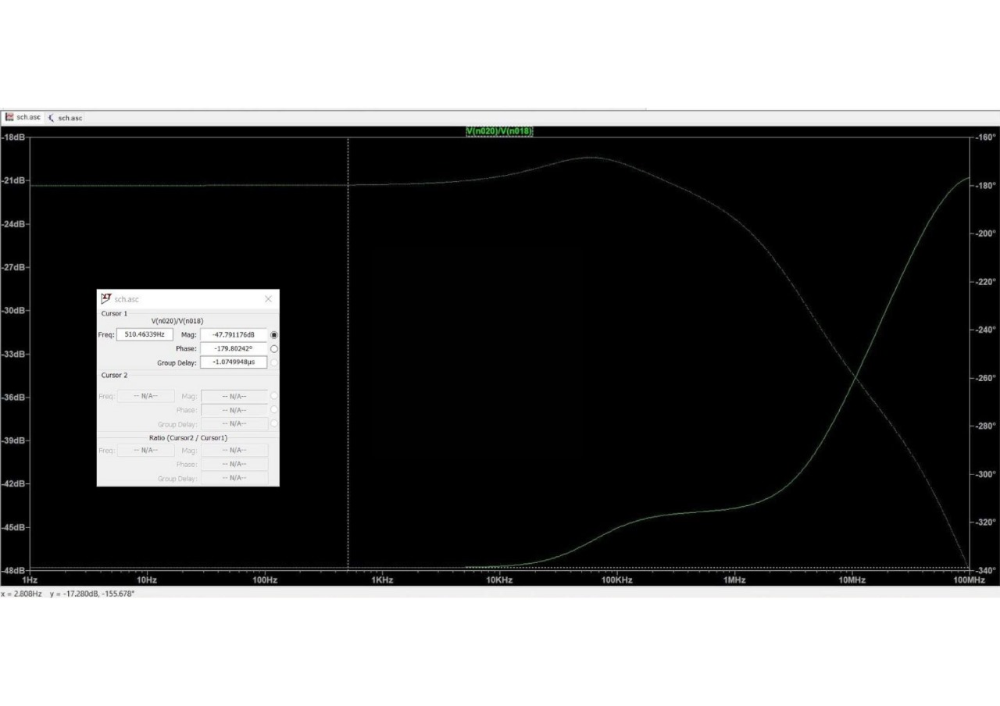 sch.asc sch.asc
V(n020)/V(n018)
-18dB -160°
-21dB -180°
-24dB -200°
-27dB -220°
-30dB -240°
-33dB -260°
-36dB -280°
-39dB -300°
-42dB -320°
-45dB -340°
-48dB
sch.asc
Cursor 1
V(n020)/V(n018)
Freq: 510.46339Hz Mag: -47.791176dB
Phase: -179.80242°
Group Delay: -1.0749948µs
Cursor 2
Freq: -- N/A-- Mag: -- N/A--
Phase: -- N/A--
Group Delay: -- N/A--
Ratio (Cursor2 / Cursor1)
Freq: -- N/A-- Mag: -- N/A--
Phase: -- N/A--
Group Delay: -- N/A--
1Hz 10Hz 100Hz 1KHz 10KHz 100KHz 1MHz 10MHz 100MHz
x = 2.808Hz y = -17.280dB, -155.678°